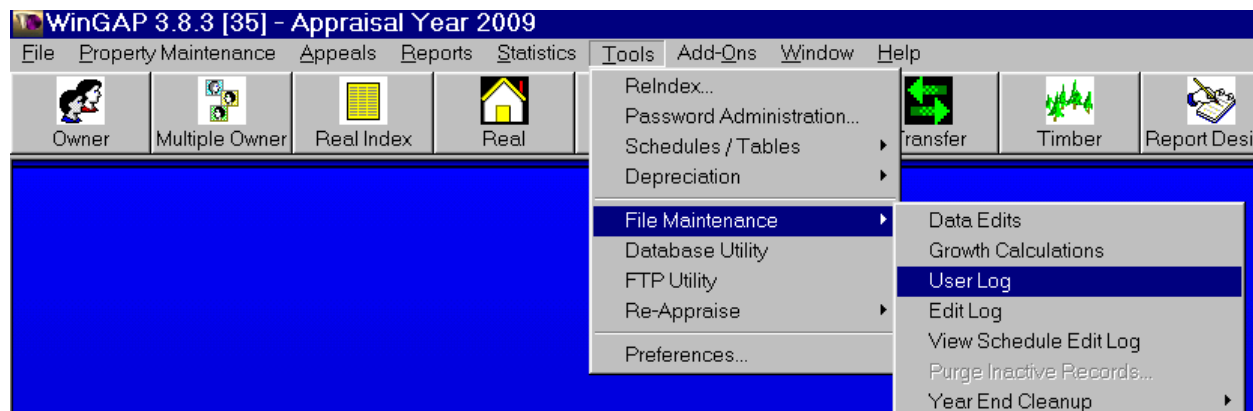 WinGAP 3.8.3 [35] - Appraisal Year 2009
File Property Maintenance Appeals Reports Statistics Tools Add-Ons Window Help
Owner Multiple Owner Real Index Real Transfer Timber Report Desi
ReIndex...
Password Administration...
Schedules / Tables
Depreciation
File Maintenance
Database Utility
FTP Utility
Re-Appraise
Preferences...
Data Edits
Growth Calculations
User Log
Edit Log
View Schedule Edit Log
Purge Inactive Records...
Year End Cleanup